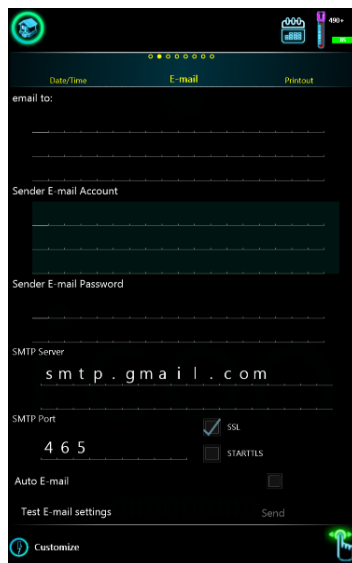 490+
Date/Time E-mail Printout
email to:
Sender E-mail Account
Sender E-mail Password
SMTP Server
smtp.gmail.com
SMTP Port
SSL
465
STARTTLS
Auto E-mail
Test E-mail settings Send
Customize